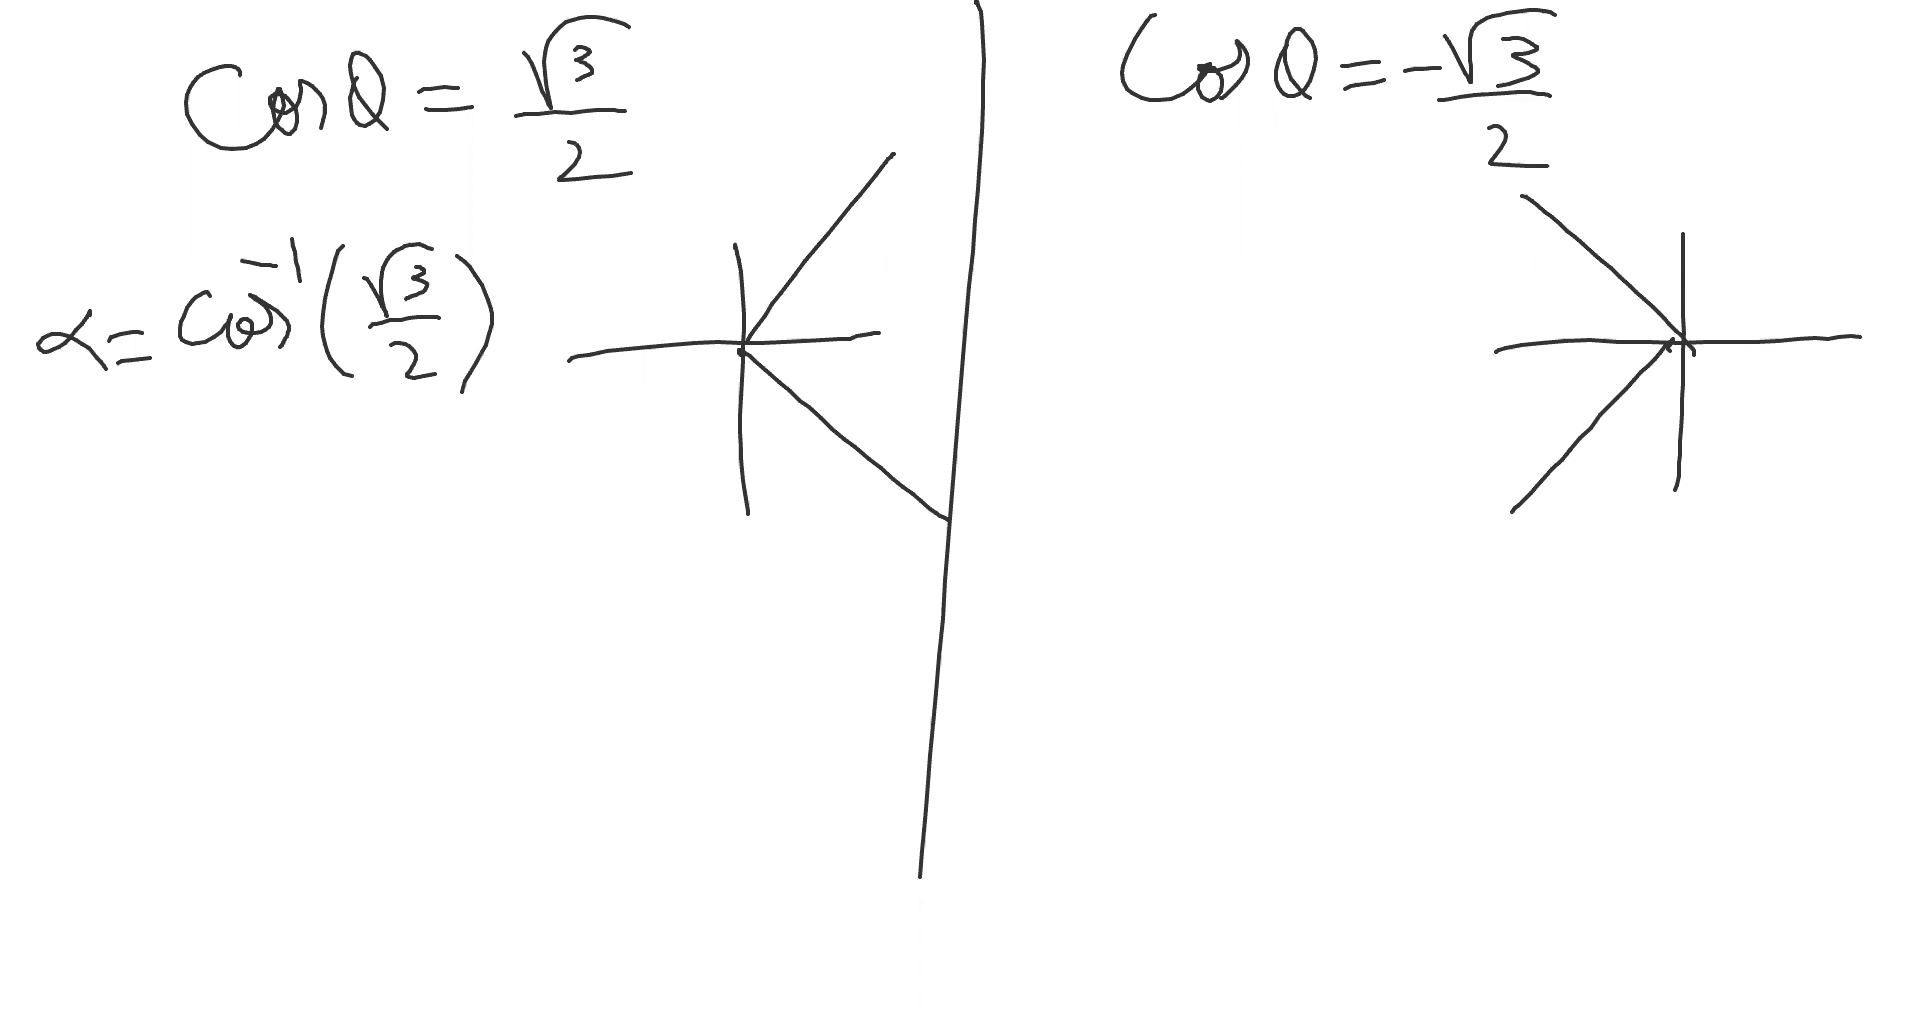 Cos θ = √3/2
α = Cos⁻¹(√3/2)
Cos θ = -√3/2